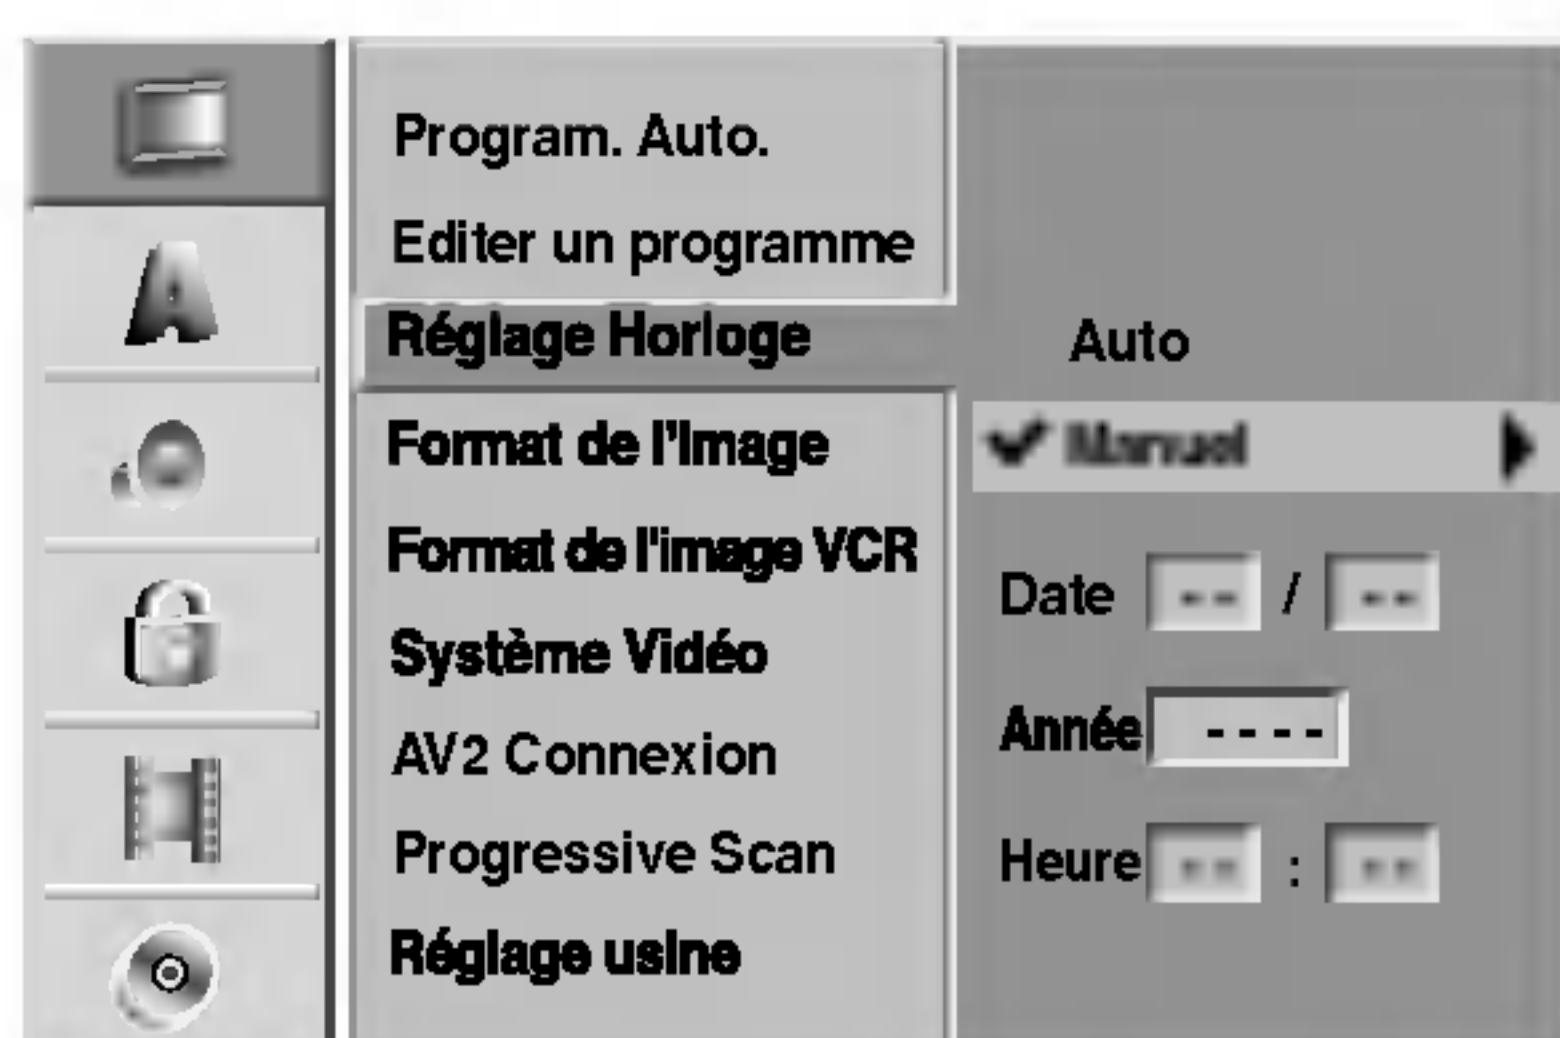 Program. Auto.
Editer un programme
Réglage Horloge
Format de l'Image
Format de l'image VCR
Système Vidéo
AV2 Connexion
Progressive Scan
Réglage usine
Auto
✔ Manuel
Date -- / --
Année ----
Heure -- : --